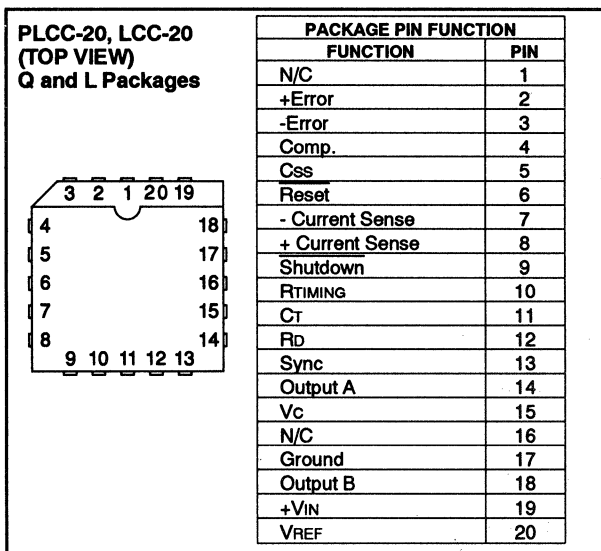 PLCC-20, LCC-20
(TOP VIEW)
Q and L Packages
3 2 1 20 19
4 18
5 17
6 16
7 15
8 14
9 10 11 12 13
PACKAGE PIN FUNCTION
FUNCTION PIN
N/C 1
+Error 2
-Error 3
Comp. 4
Css 5
Reset 6
- Current Sense 7
+ Current Sense 8
Shutdown 9
RTIMING 10
CT 11
RD 12
Sync 13
Output A 14
Vc 15
N/C 16
Ground 17
Output B 18
+VIN 19
VREF 20